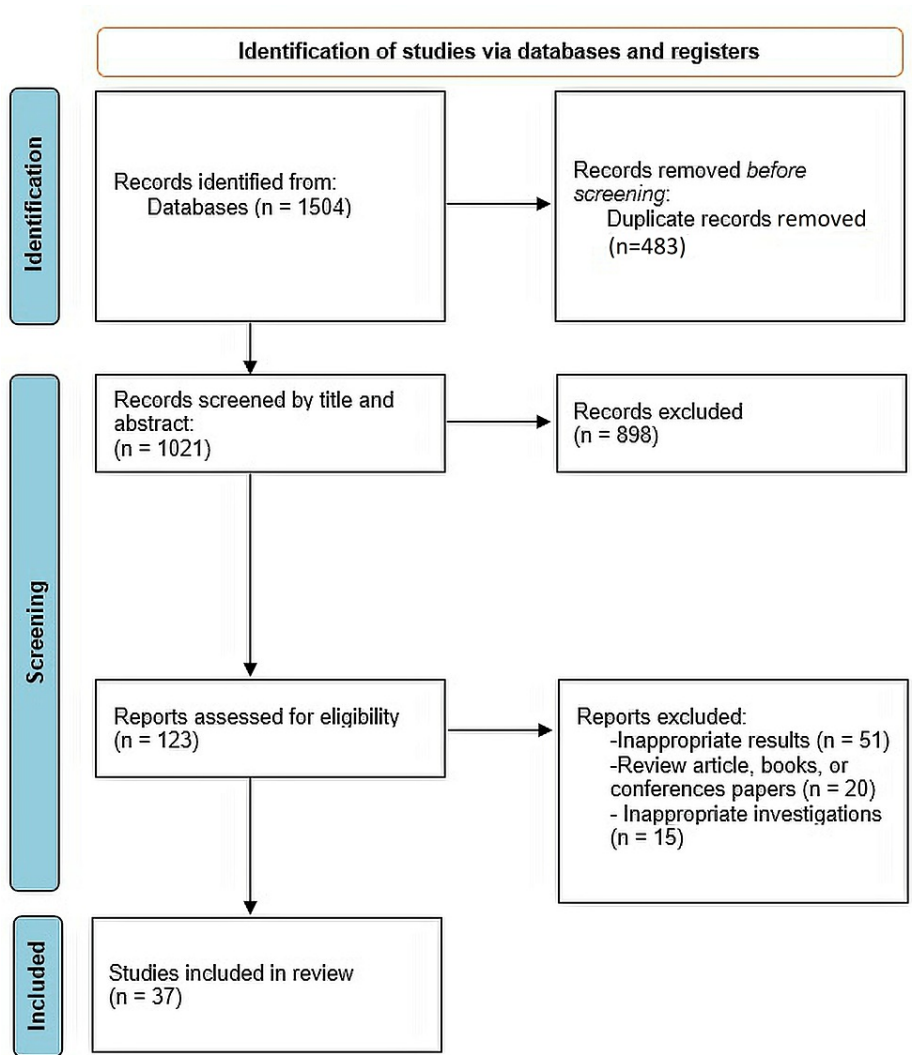 Identification of studies via databases and registers
Identification
Records identified from:
Databases (n = 1504)
Records removed before
screening:
Duplicate records removed
(n=483)
Screening
Records screened by title and
abstract:
(n = 1021)
Records excluded
(n = 898)
Reports assessed for eligibility
(n = 123)
Reports excluded:
-Inappropriate results (n = 51)
-Review article, books, or
conferences papers (n = 20)
- Inappropriate investigations
(n = 15)
Included
Studies included in review
(n = 37)